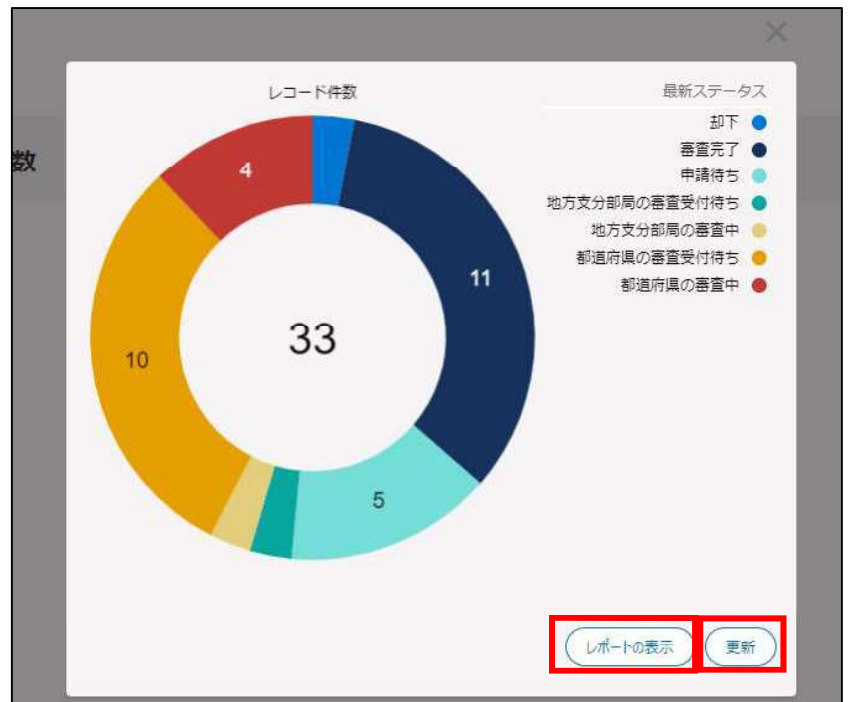 数
レコード件数
4
11
10
33
5
最新ステータス
却下
審査完了
申請待ち
地方支分部局の審査受付待ち
地方支分部局の審査中
都道府県の審査受付待ち
都道府県の審査中
レポートの表示
更新